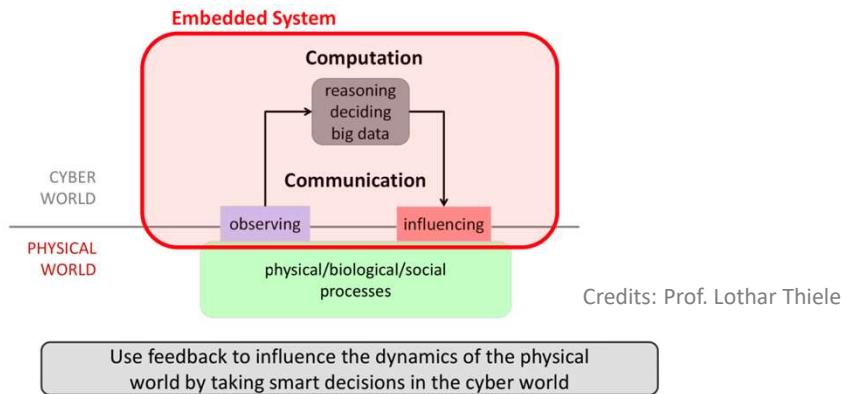 Embedded System
Computation
reasoning
deciding
big data
Communication
CYBER
WORLD
observing
influencing
PHYSICAL
WORLD
physical/biological/social
processes
Credits: Prof. Lothar Thiele
Use feedback to influence the dynamics of the physical
world by taking smart decisions in the cyber world